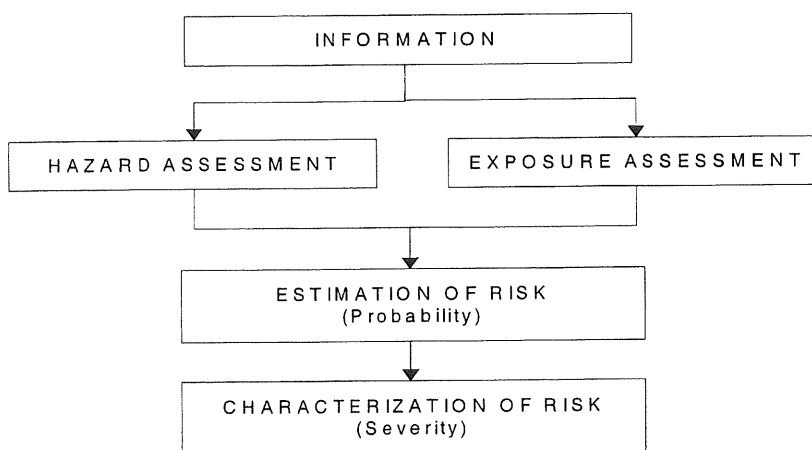 INFORMATION
HAZARD ASSESSMENT
EXPOSURE ASSESSMENT
ESTIMATION OF RISK
(Probability)
CHARACTERIZATION OF RISK
(Severity)